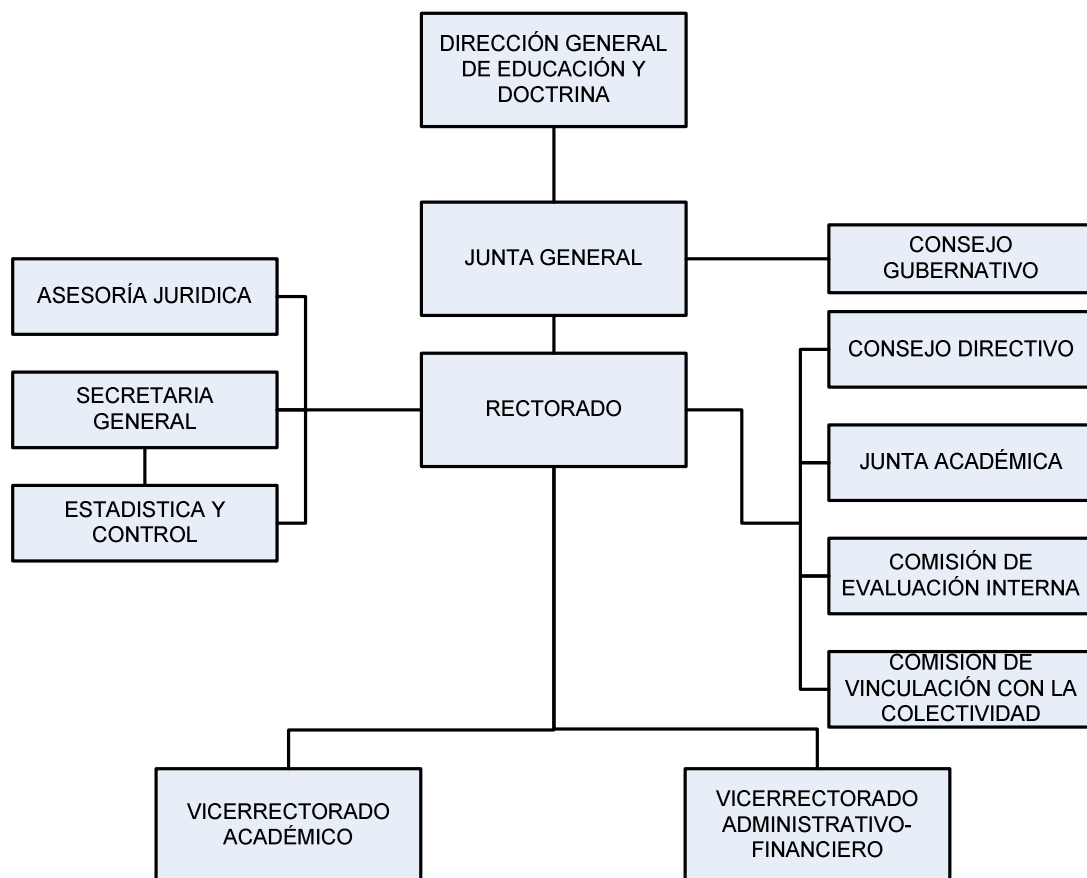 DIRECCIÓN GENERAL
DE EDUCACIÓN Y
DOCTRINA
JUNTA GENERAL
CONSEJO
GUBERNATIVO
ASESORÍA JURIDICA
CONSEJO DIRECTIVO
SECRETARIA
GENERAL
RECTORADO
JUNTA ACADÉMICA
ESTADISTICA Y
CONTROL
COMISIÓN DE
EVALUACIÓN INTERNA
COMISIÓN DE
VINCULACIÓN CON LA
COLECTIVIDAD
VICERRECTORADO
ACADÉMICO
VICERRECTORADO
ADMINISTRATIVO-
FINANCIERO